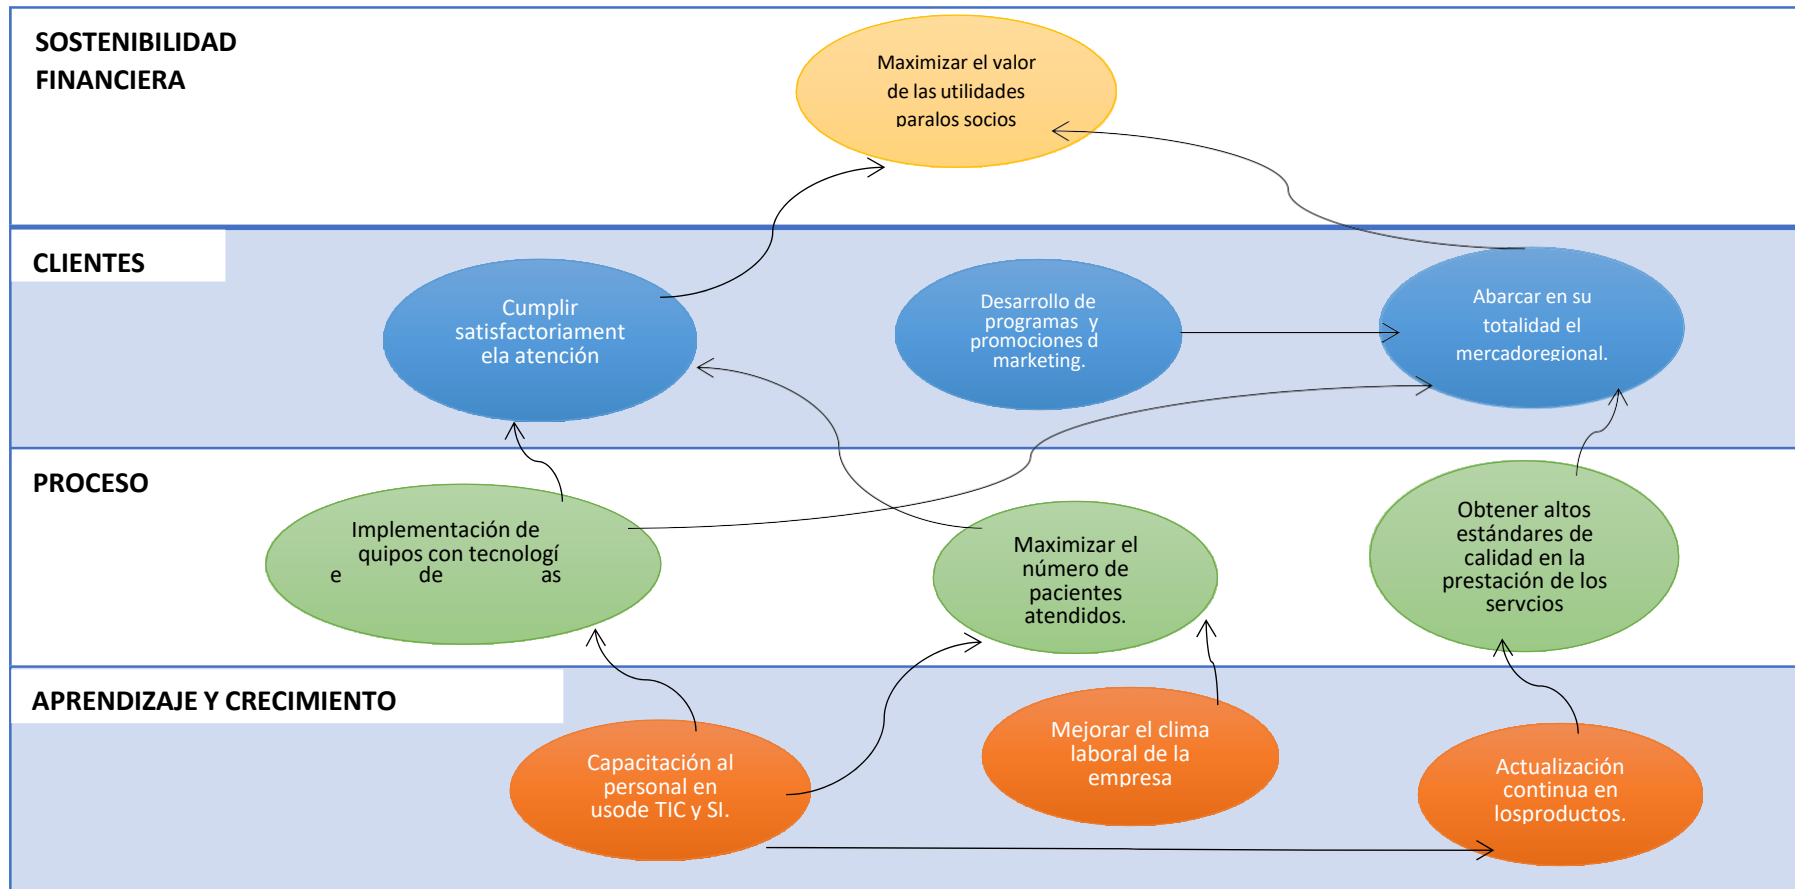 SOSTENIBILIDAD
FINANCIERA
Maximizar el valor
de las utilidades
paralos socios
CLIENTES
Cumplir
satisfactoriament
ela atención
Desarrollo de
programas y
promociones d
marketing.
Abarcar en su
totalidad el
mercadoregional.
PROCESO
Implementación de
quipos con tecnologí
e de as
Maximizar el
número de
pacientes
atendidos.
Obtener altos
estándares de
calidad en la
prestación de los
servcios
APRENDIZAJE Y CRECIMIENTO
Capacitación al
personal en
usode TIC y SI.
Mejorar el clima
laboral de la
empresa
Actualización
continua en
losproductos.